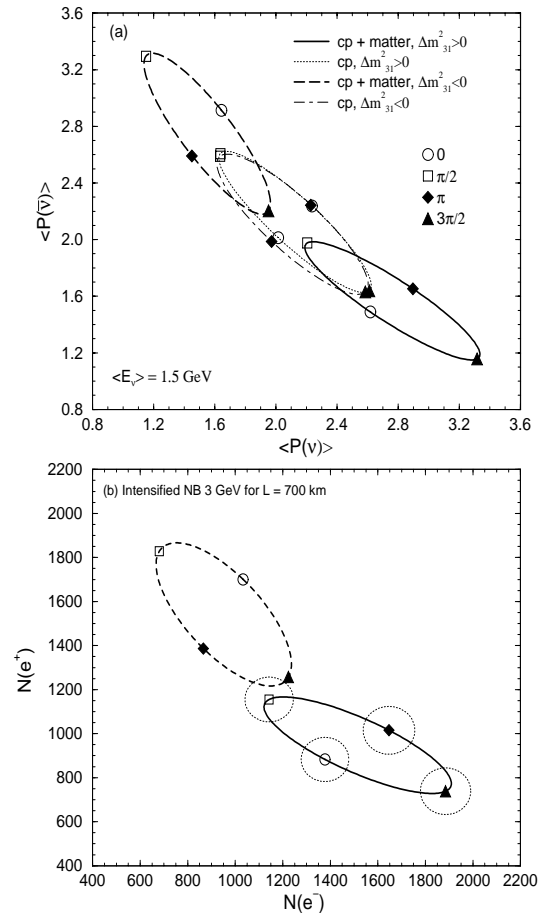 (a)
cp + matter, Δm²₃₁>0
cp, Δm²₃₁>0
cp + matter, Δm²₃₁<0
cp, Δm²₃₁<0
0
π/2
π
3π/2
<E_ν> = 1.5 GeV
3.6
3.2
2.8
2.4
2.0
1.6
1.2
0.8
<P(ν̄)>
0.8 1.2 1.6 2.0 2.4 2.8 3.2 3.6
<P(ν)>
(b) Intensified NB 3 GeV for L = 700 km
2200
2000
1800
1600
1400
1200
1000
800
600
400
N(e⁺)
400 600 800 1000 1200 1400 1600 1800 2000 2200
N(e⁻)